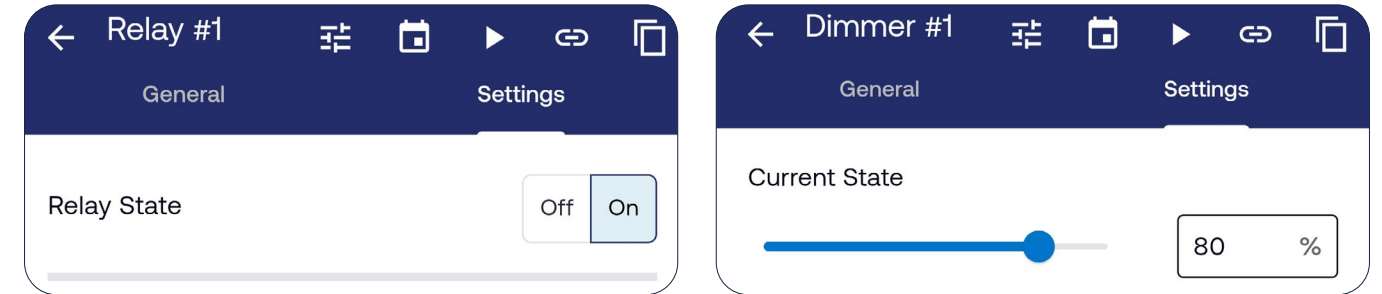 Relay #1
General Settings
Relay State Off On
Dimmer #1
General Settings
Current State
80 %